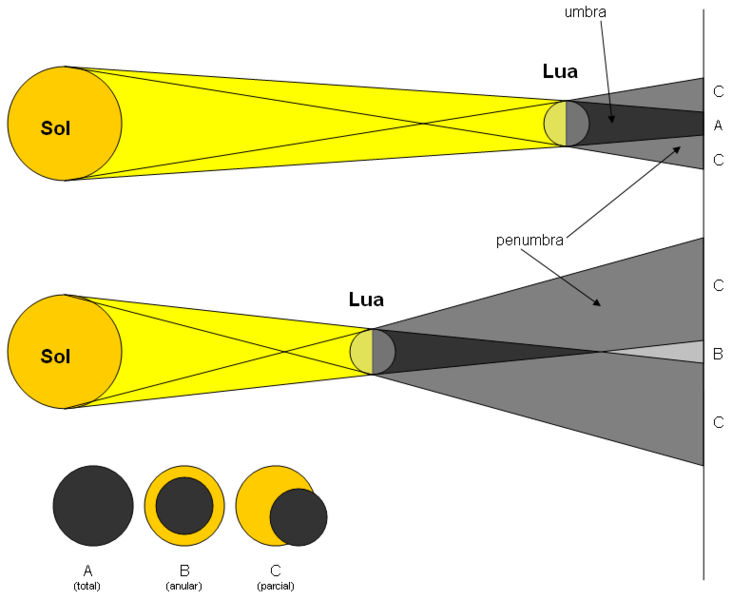 umbra
Lua
Sol
C
A
C
penumbra
Lua
C
Sol
B
C
A
(total)
B
(anular)
C
(parcial)